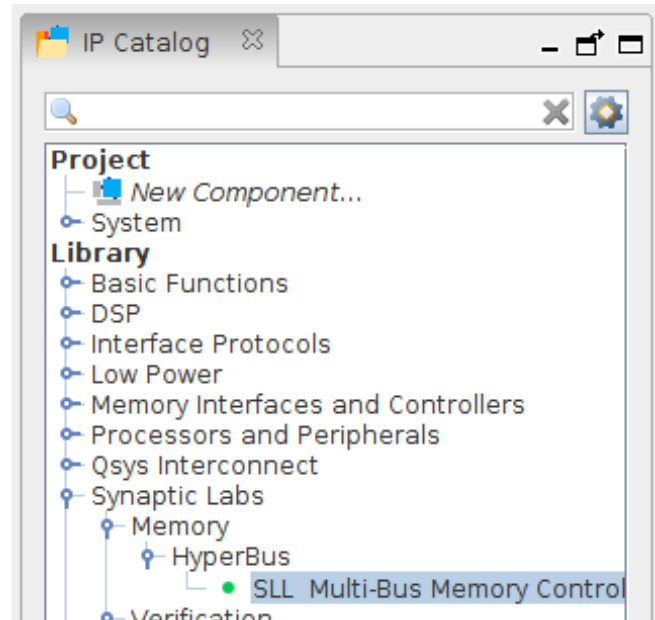 IP Catalog
Project
New Component...
System
Library
Basic Functions
DSP
Interface Protocols
Low Power
Memory Interfaces and Controllers
Processors and Peripherals
Qsys Interconnect
Synaptic Labs
Memory
HyperBus
SLL Multi-Bus Memory Control
Verification